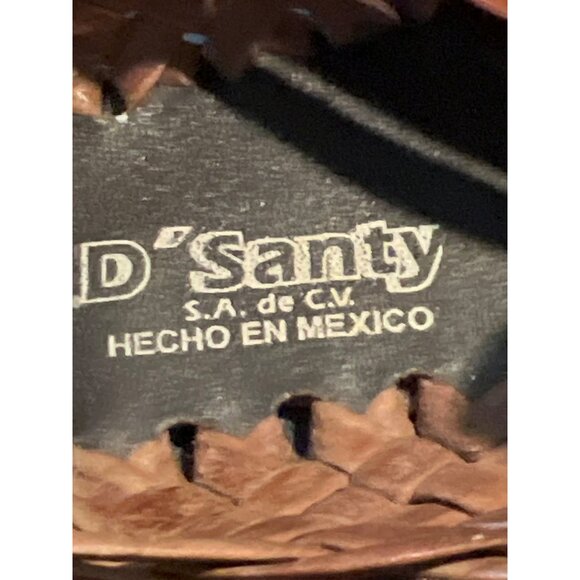 D'Santy
S.A. de C.V.
HECHO EN MEXICO